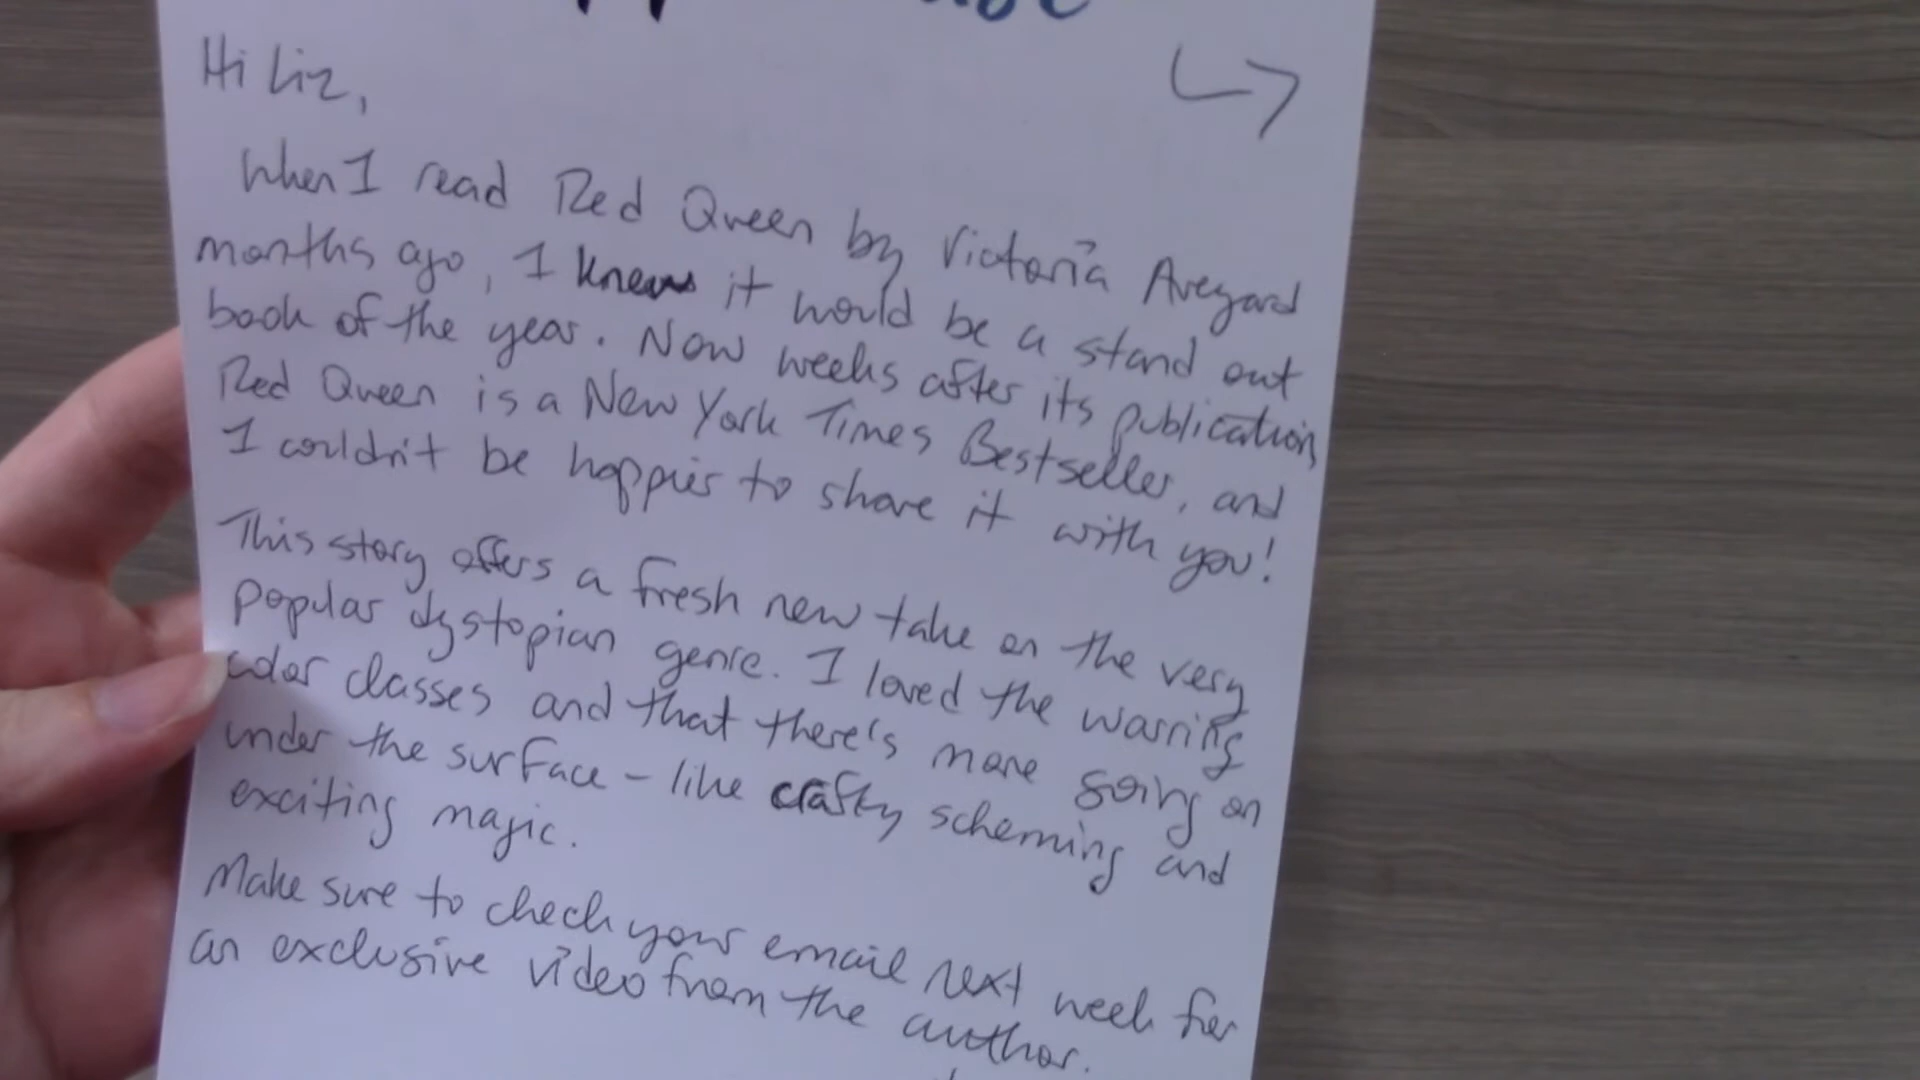 Hi Liz,
When I read Red Queen by Victoria Aveyard
months ago, I knew it would be a stand out
book of the year. Now weeks after its publication,
Red Queen is a New York Times Bestseller, and
I couldn't be happier to share it with you!
This story offers a fresh new take on the very
popular dystopian genre. I loved the warring
color classes and that there's more going on
under the surface - like crafty scheming and
exciting magic.
Make sure to check your email next week for
an exclusive video from the author.